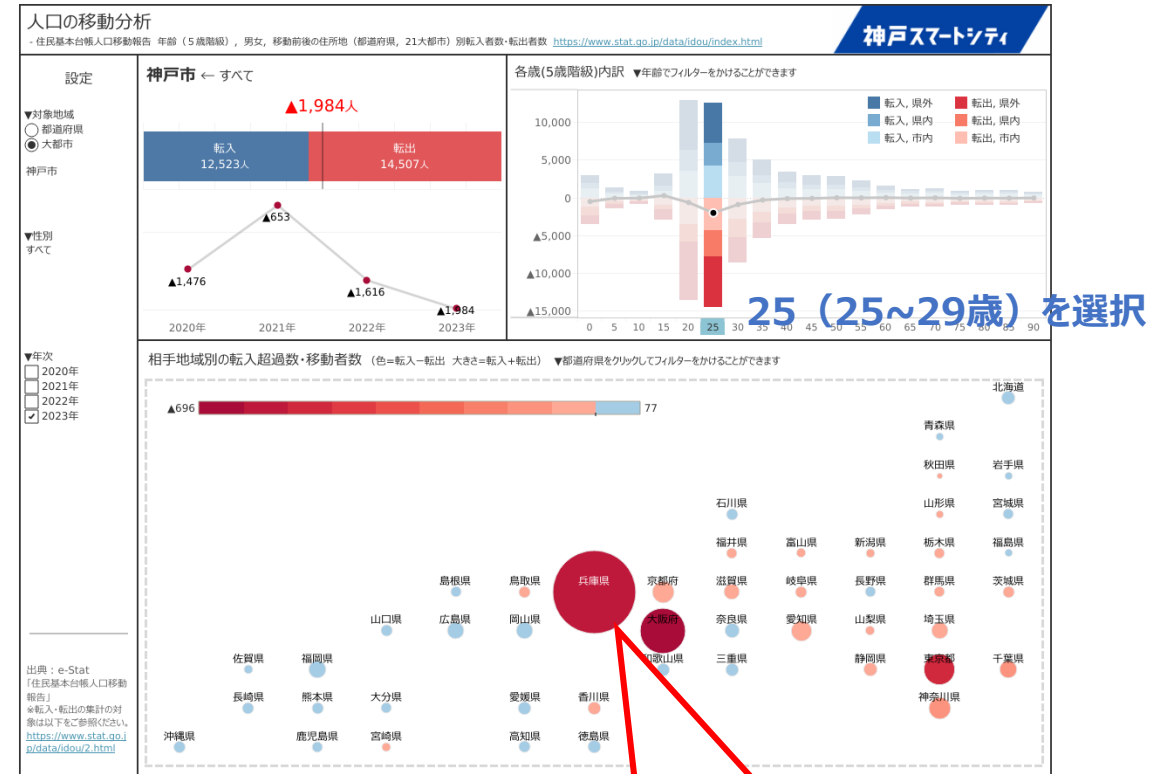 人口の移動分析
- 住民基本台帳人口移動報告 年齢（５歳階級），男女，移動前後の住所地（都道府県，21大都市）別転入者数・転出者数 https://www.stat.go.jp/data/idou/index.html
神戸スマートシティ
設定
▼対象地域
都道府県
大都市
神戸市
▼性別
すべて
▼年次
2020年
2021年
2022年
2023年
出典：e-Stat
「住民基本台帳人口移動
報告」
※転入・転出の集計の対
象は以下をご参照ください。
https://www.stat.go.j
p/data/idou/2.html
神戸市 ← すべて
▲1,984人
転入
12,523人
転出
14,507人
▲1,476
▲653
▲1,616
▲1,984
2020年 2021年 2022年 2023年
各歳(5歳階級)内訳 ▼年齢でフィルターをかけることができます
転入, 県外 転出, 県外
転入, 県内 転出, 県内
転入, 市内 転出, 市内
10,000
5,000
0
▲5,000
▲10,000
▲15,000
0 5 10 15 20 25 30 35 40 45 50 55 60 65 70 75 80 85 90
25（25~29歳）を選択
相手地域別の転入超過数・移動者数 （色=転入−転出 大きさ=転入+転出） ▼都道府県をクリックしてフィルターをかけることができます
▲696 77
北海道
青森県
秋田県 岩手県
石川県 山形県 宮城県
福井県 富山県 新潟県 栃木県 福島県
島根県 鳥取県 兵庫県 京都府 滋賀県 岐阜県 長野県 群馬県 茨城県
山口県 広島県 岡山県 大阪府 奈良県 愛知県 山梨県 埼玉県
佐賀県 福岡県 和歌山県 三重県 静岡県 東京都 千葉県
長崎県 熊本県 大分県 愛媛県 香川県 神奈川県
沖縄県 鹿児島県 宮崎県 高知県 徳島県